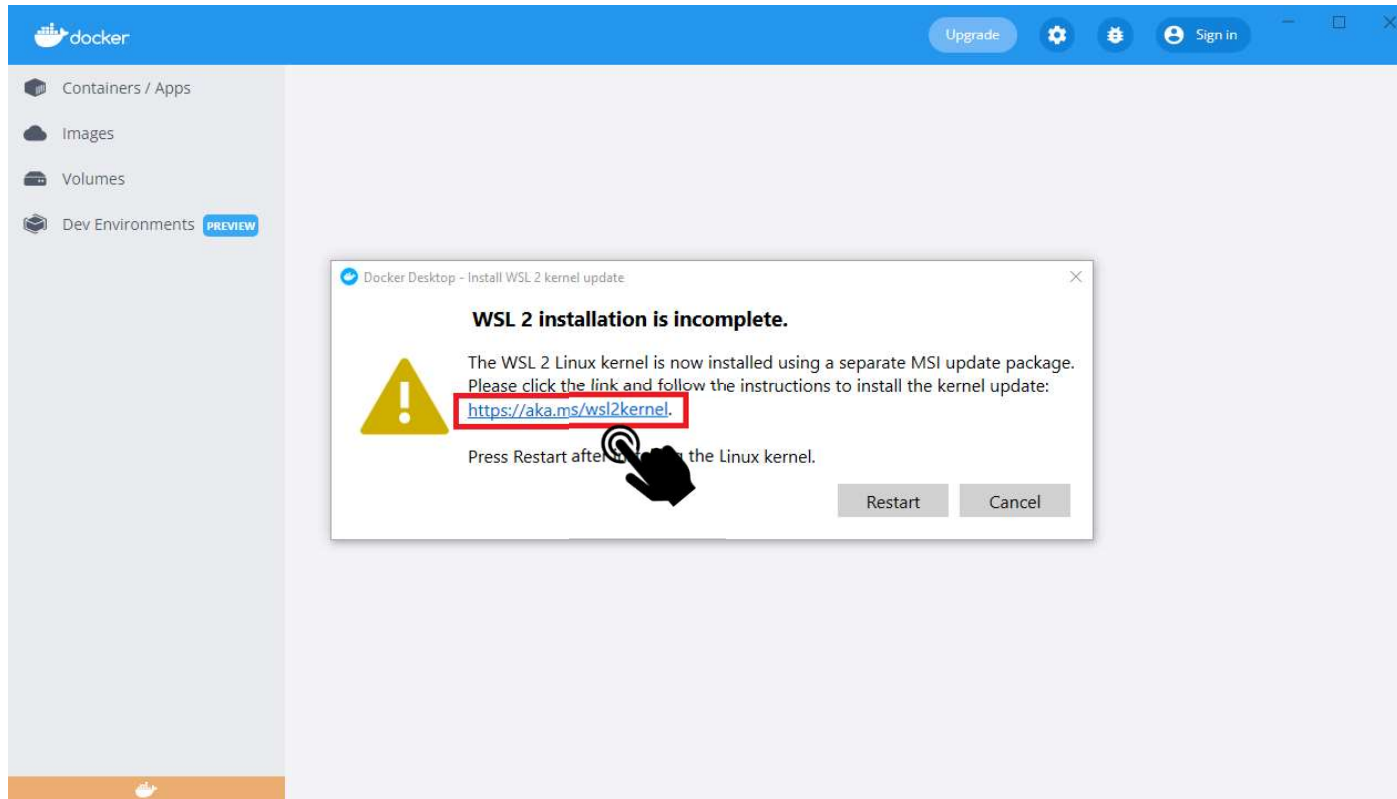 docker
Upgrade
Sign in
Containers / Apps
Images
Volumes
Dev Environments PREVIEW
Docker Desktop - Install WSL 2 kernel update
WSL 2 installation is incomplete.
The WSL 2 Linux kernel is now installed using a separate MSI update package.
Please click the link and follow the instructions to install the kernel update:
https://aka.ms/wsl2kernel.
Press Restart after the Linux kernel.
Restart
Cancel